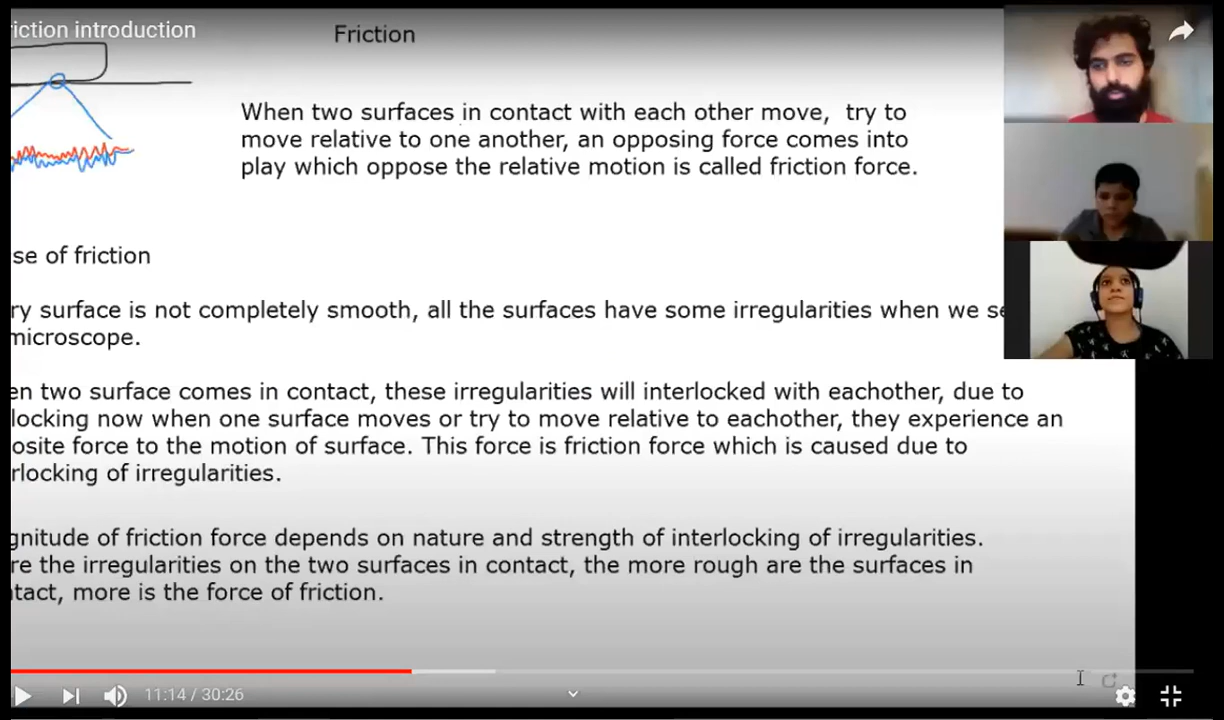 riction introduction
Friction
When two surfaces in contact with each other move, try to
move relative to one another, an opposing force comes into
play which oppose the relative motion is called friction force.
se of friction
ry surface is not completely smooth, all the surfaces have some irregularities when we se
microscope.
en two surface comes in contact, these irregularities will interlocked with eachother, due to
locking now when one surface moves or try to move relative to eachother, they experience an
osite force to the motion of surface. This force is friction force which is caused due to
rlocking of irregularities.
gnitude of friction force depends on nature and strength of interlocking of irregularities.
re the irregularities on the two surfaces in contact, the more rough are the surfaces in
tact, more is the force of friction.
11:14 / 30:26